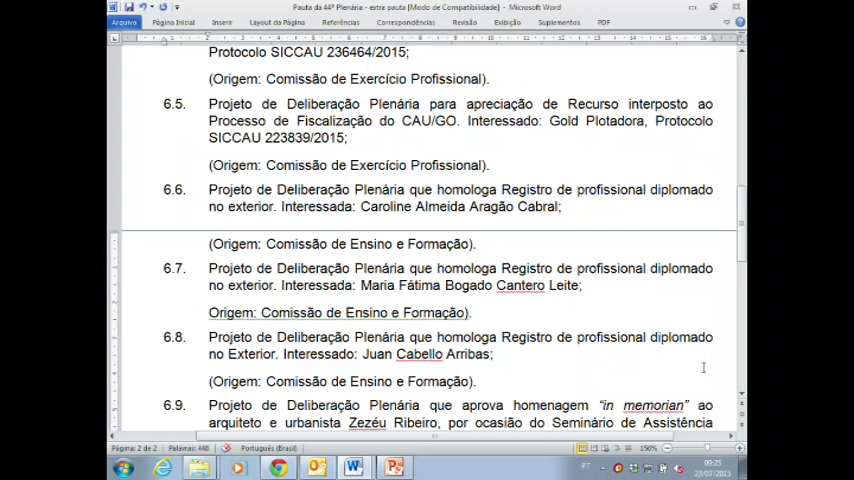 Pauta da 44ª Plenária - extra pauta [Modo de Compatibilidade] - Microsoft Word
Arquivo Página Inicial Inserir Layout da Página Referências Correspondências Revisão Exibição Suplementos PDF
Protocolo SICCAU 236464/2015;
(Origem: Comissão de Exercício Profissional).
6.5. Projeto de Deliberação Plenária para apreciação de Recurso interposto ao
Processo de Fiscalização do CAU/GO. Interessado: Gold Plotadora, Protocolo
SICCAU 223839/2015;
(Origem: Comissão de Exercício Profissional).
6.6. Projeto de Deliberação Plenária que homologa Registro de profissional diplomado
no exterior. Interessada: Caroline Almeida Aragão Cabral;
(Origem: Comissão de Ensino e Formação).
6.7. Projeto de Deliberação Plenária que homologa Registro de profissional diplomado
no exterior. Interessada: Maria Fátima Bogado Cantero Leite;
Origem: Comissão de Ensino e Formação).
6.8. Projeto de Deliberação Plenária que homologa Registro de profissional diplomado
no Exterior. Interessado: Juan Cabello Arribas;
(Origem: Comissão de Ensino e Formação).
6.9. Projeto de Deliberação Plenária que aprova homenagem “in memorian” ao
arquiteto e urbanista Zezéu Ribeiro, por ocasião do Seminário de Assistência
Página: 2 de 2 Palavras: 448 Português (Brasil) 150%
PT 09:25
23/07/2015